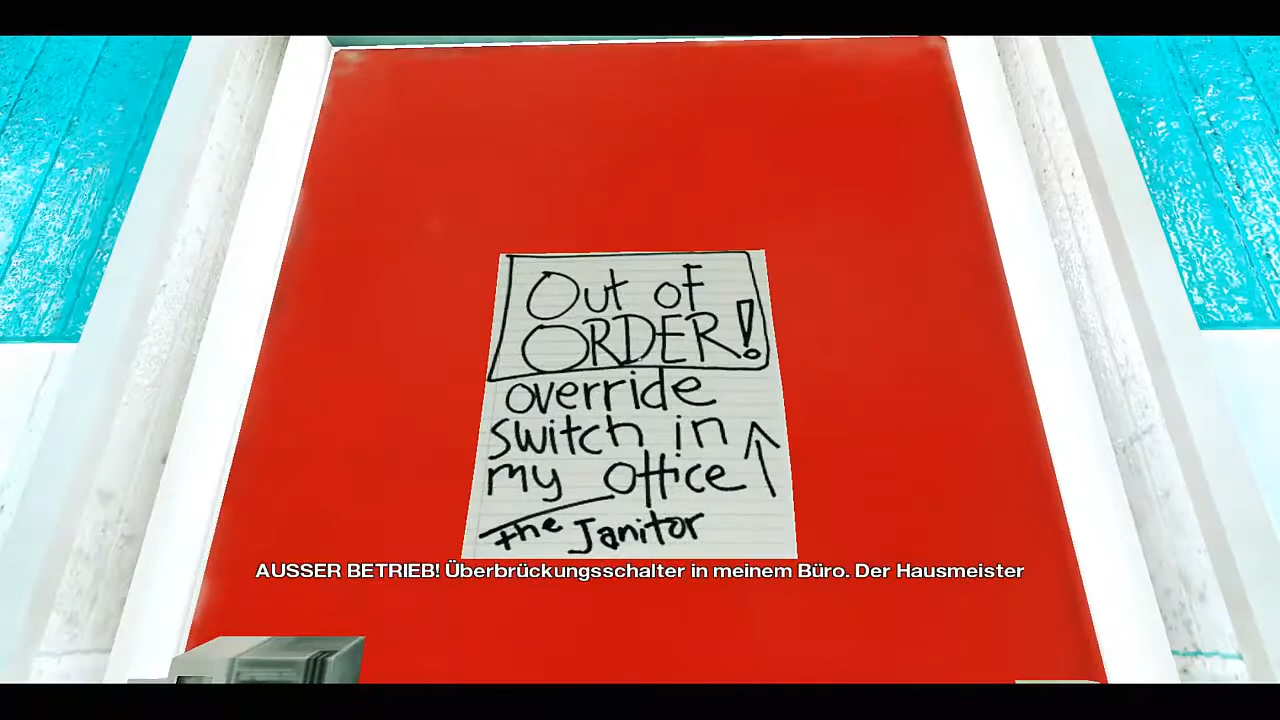 Out of
ORDER!
override
switch in
my office ↑
the Janitor
AUSSER BETRIEB! Überbrückungsschalter in meinem Büro. Der Hausmeister